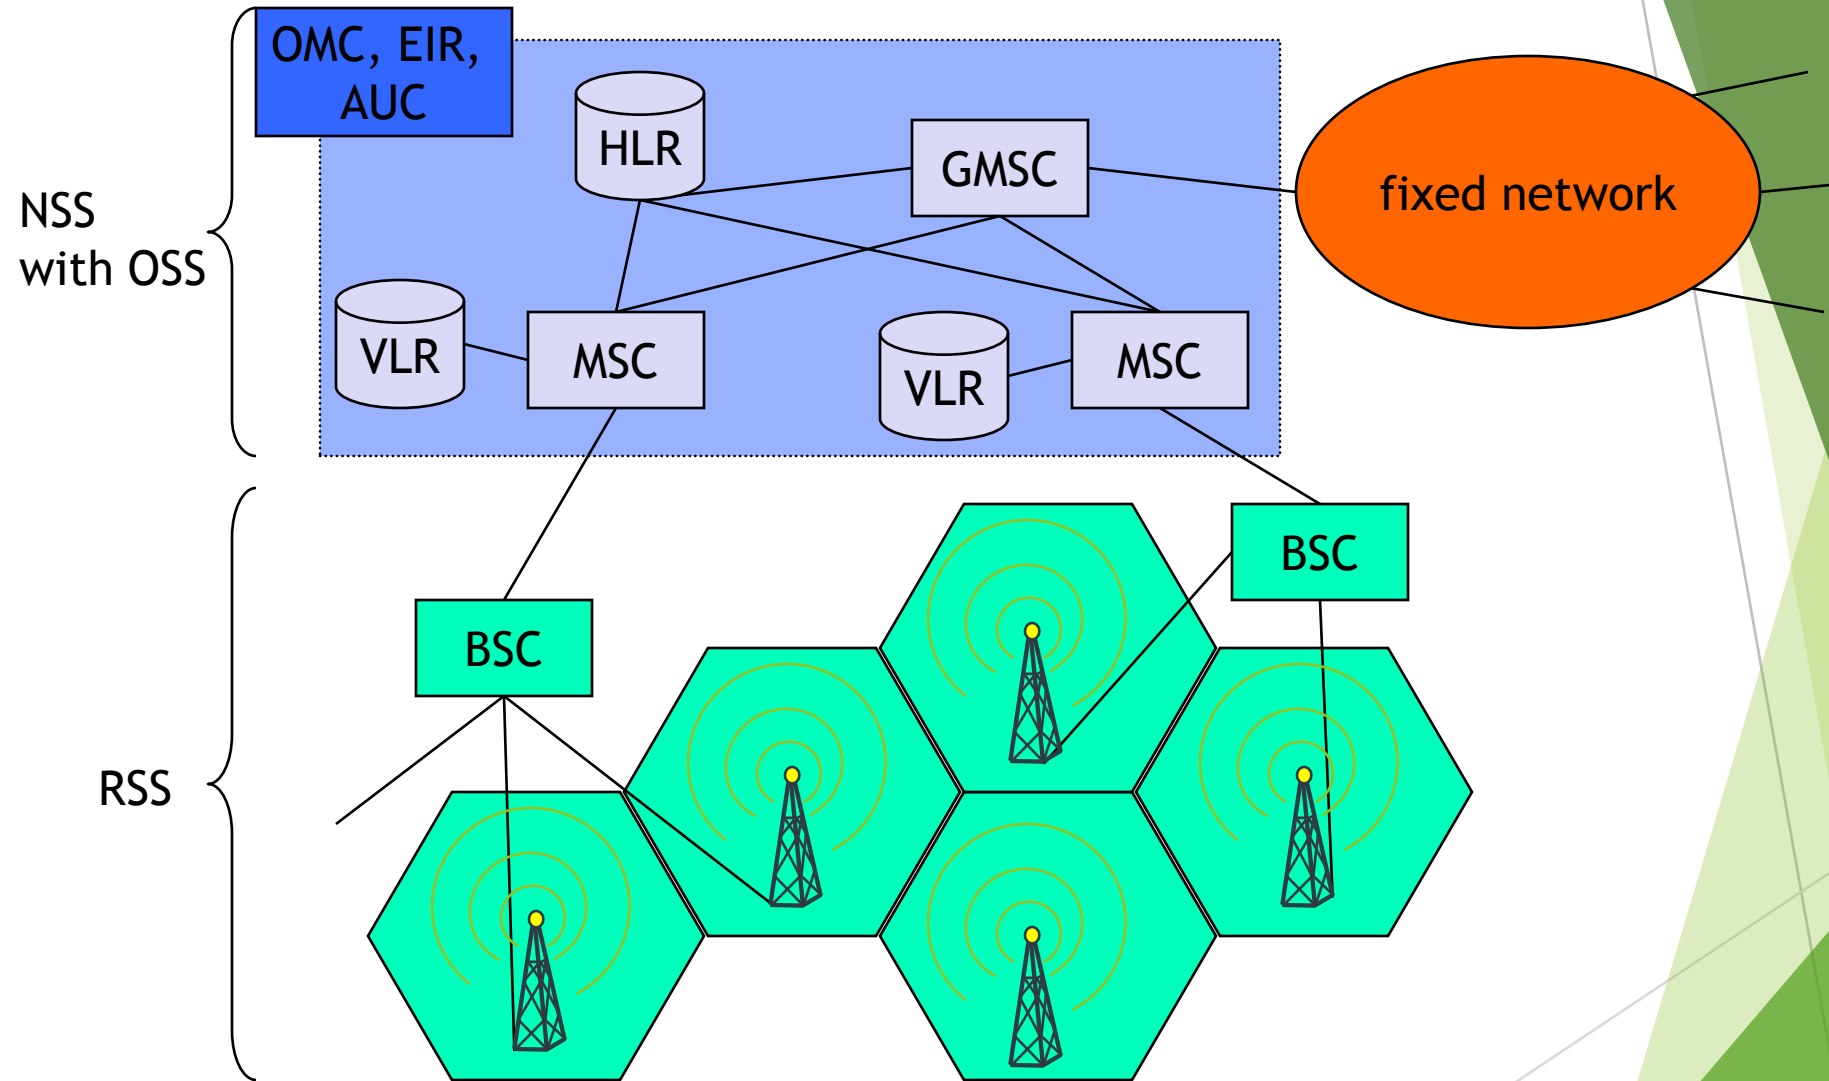 OMC, EIR,
AUC
HLR
GMSC
fixed network
NSS
with OSS
VLR
MSC
VLR
MSC
BSC
BSC
RSS